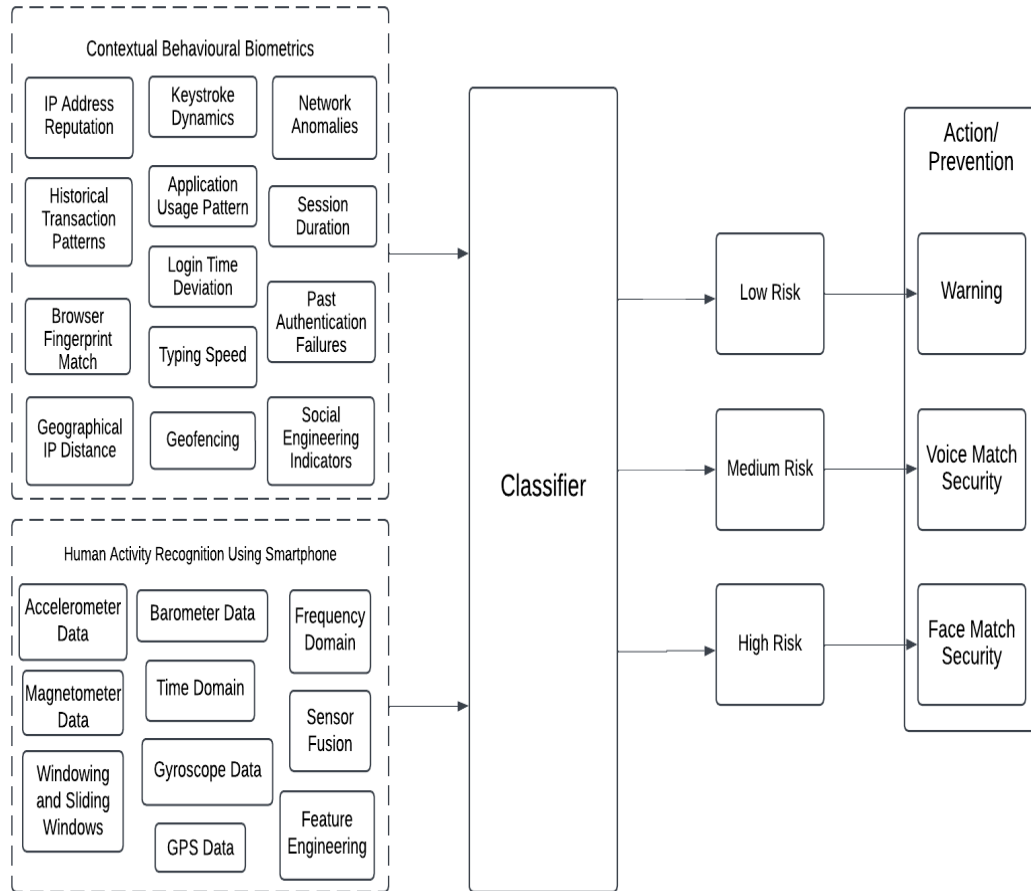 Contextual Behavioural Biometrics
IP Address
Reputation
Keystroke
Dynamics
Network
Anomalies
Historical
Transaction
Patterns
Application
Usage Pattern
Session
Duration
Login Time
Deviation
Browser
Fingerprint
Match
Typing Speed
Past
Authentication
Failures
Geographical
IP Distance
Geofencing
Social
Engineering
Indicators
Human Activity Recognition Using Smartphone
Accelerometer
Data
Barometer Data
Frequency
Domain
Magnetometer
Data
Time Domain
Sensor
Fusion
Windowing
and Sliding
Windows
Gyroscope Data
GPS Data
Feature
Engineering
Classifier
Low Risk
Medium Risk
High Risk
Action/
Prevention
Warning
Voice Match
Security
Face Match
Security